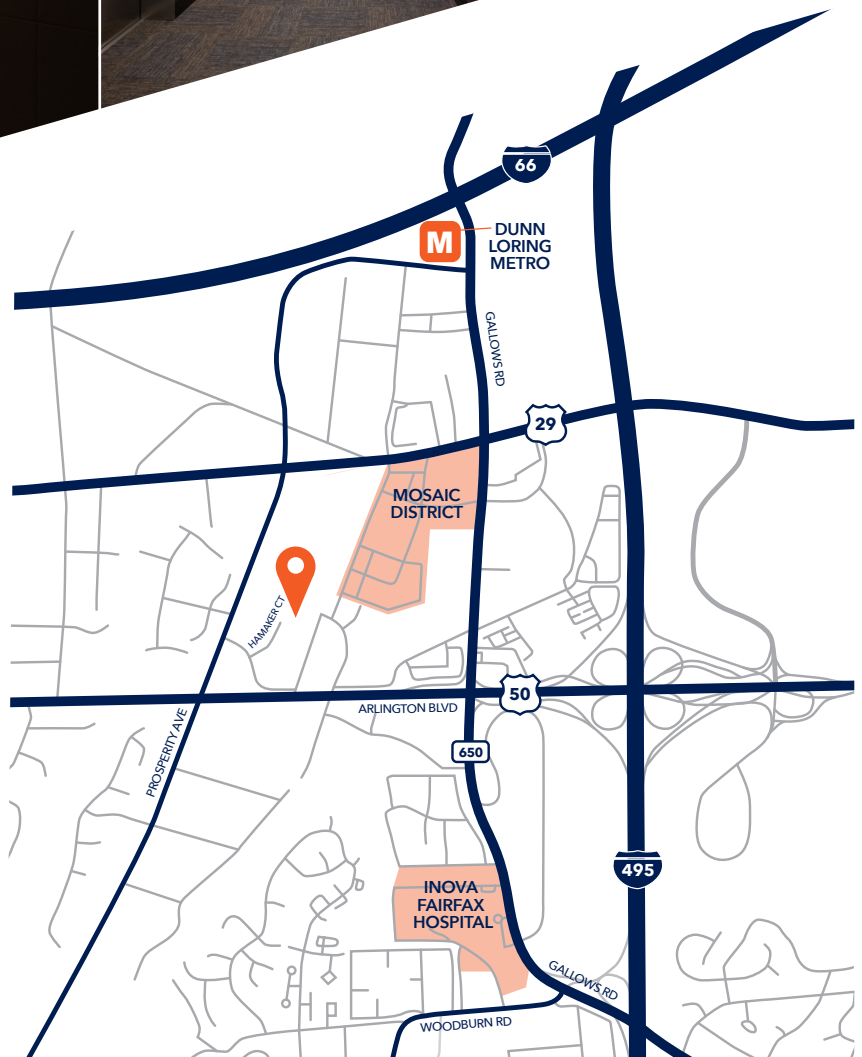 66
M
DUNN
LORING
METRO
GALLOWS RD
29
MOSAIC
DISTRICT
HAMAKER CT
50
ARLINGTON BLVD
PROSPERITY AVE
650
495
INOVA
FAIRFAX
HOSPITAL
GALLOWS RD
WOODBURN RD